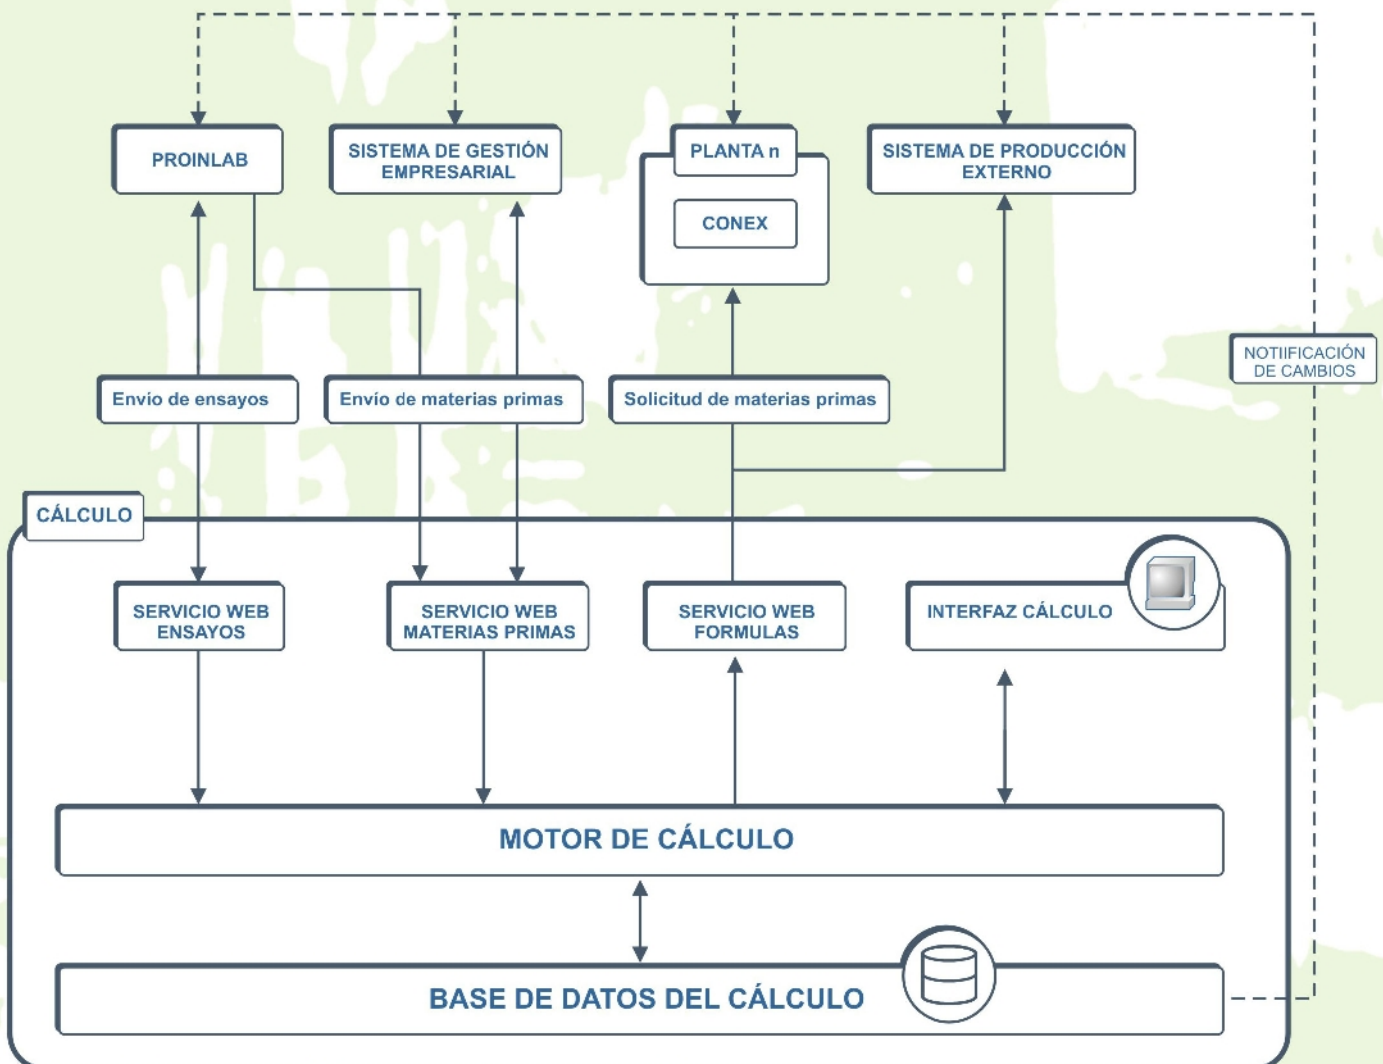 PROINLAB
SISTEMA DE GESTIÓN
EMPRESARIAL
PLANTA n
CONEX
SISTEMA DE PRODUCCIÓN
EXTERNO
NOTIIFICACIÓN
DE CAMBIOS
Envío de ensayos
Envío de materias primas
Solicitud de materias primas
CÁLCULO
SERVICIO WEB
ENSAYOS
SERVICIO WEB
MATERIAS PRIMAS
SERVICIO WEB
FORMULAS
INTERFAZ CÁLCULO
MOTOR DE CÁLCULO
BASE DE DATOS DEL CÁLCULO